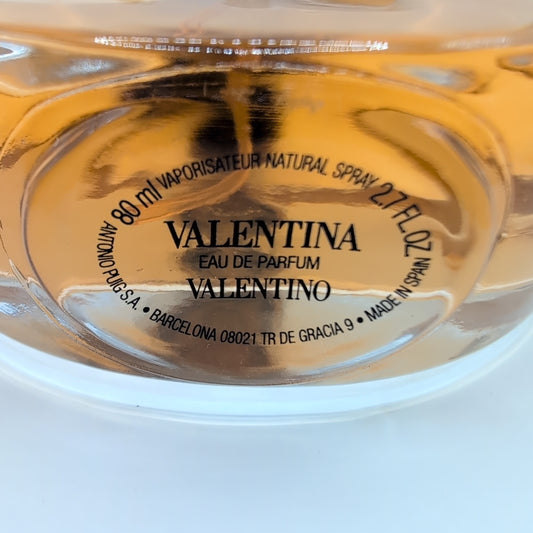 80 ml VAPORISATEUR NATURAL SPRAY 2.7 FL.OZ
VALENTINA
EAU DE PARFUM
VALENTINO
ANTONIO PUIG S.A. • BARCELONA 08021 TR DE GRACIA 9 • MADE IN SPAIN